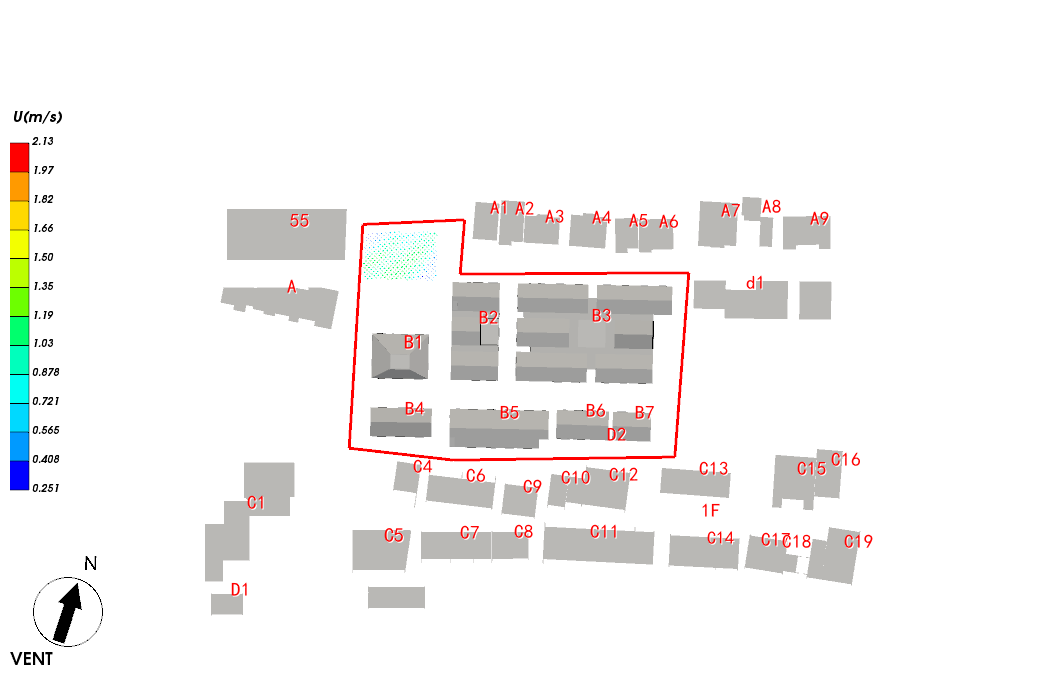 U(m/s)
2.13
1.97
1.82
1.66
1.50
1.35
1.19
1.03
0.878
0.721
0.565
0.408
0.251
55
A1
A2
A3
A4
A5
A6
A7
A8
A9
A
d1
B1
B2
B3
B4
B5
B6
B7
D2
C4
C6
C9
C10
C12
C13
C15
C16
C1
1F
C5
C7
C8
C11
C14
C17
C18
C19
D1
N
VENT